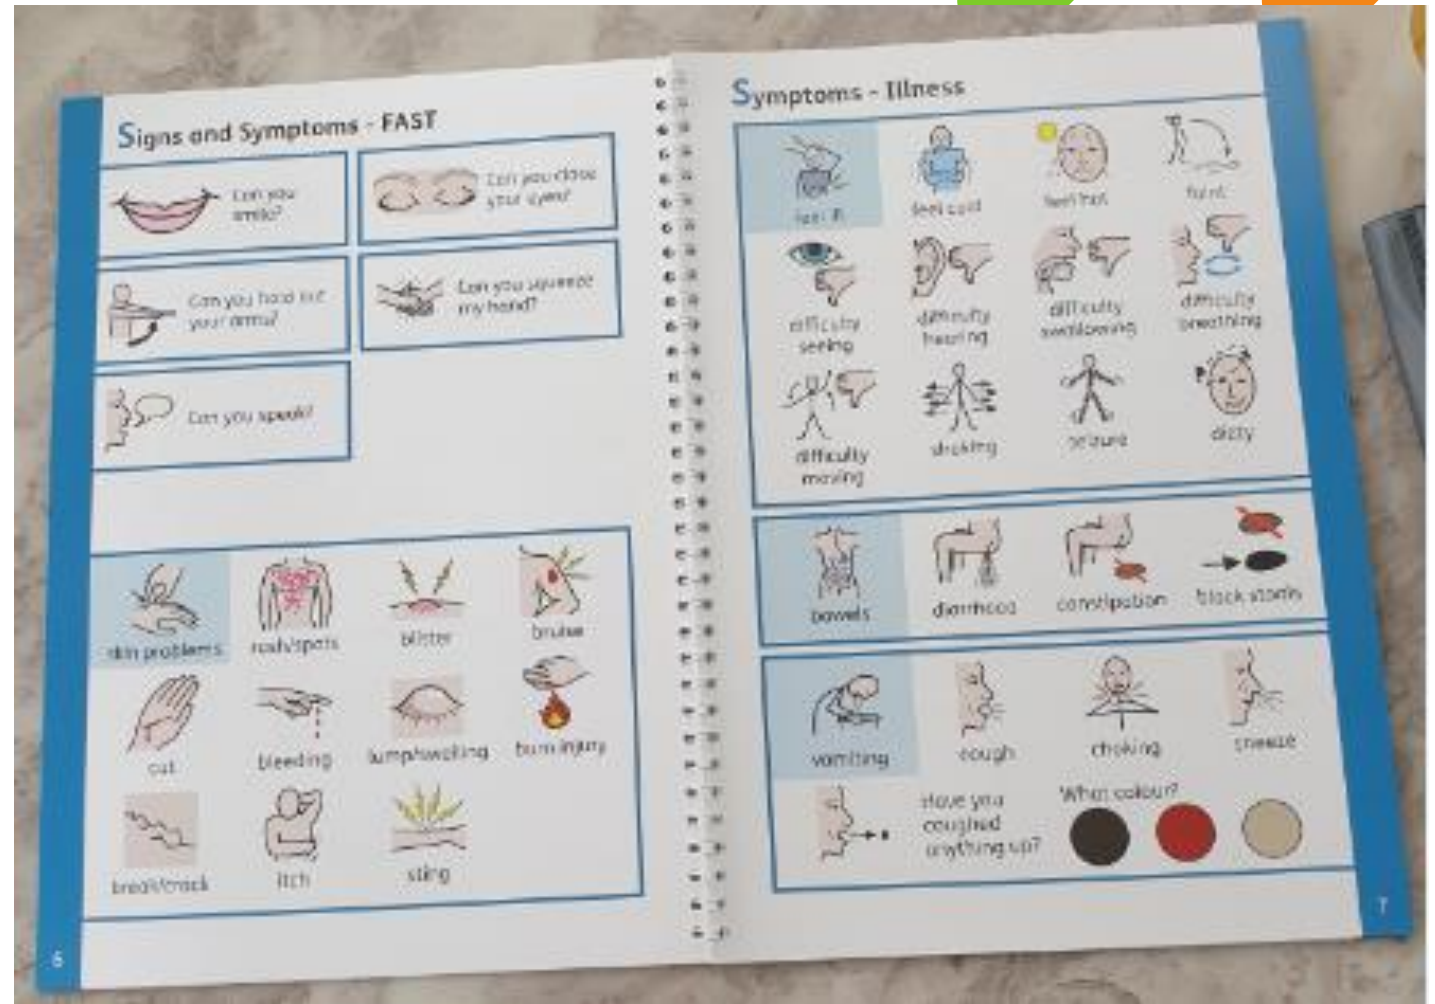 Signs and Symptoms - FAST
Can you
smile?
Can you close
your eyes?
Can you hold out
your arms?
Can you squeeze
my hand?
Can you speak?
skin problems
rash/spots
blister
bruise
cut
bleeding
lump/swelling
burn injury
break/crack
itch
sting
6
Symptoms - Illness
feel ill
feel cold
feel hot
faint
difficulty
seeing
difficulty
hearing
difficulty
swallowing
difficulty
breathing
difficulty
moving
shaking
seizure
dizzy
bowels
diarrhoea
constipation
black stools
vomiting
cough
choking
sneeze
Have you
coughed
anything up?
What colour?
7